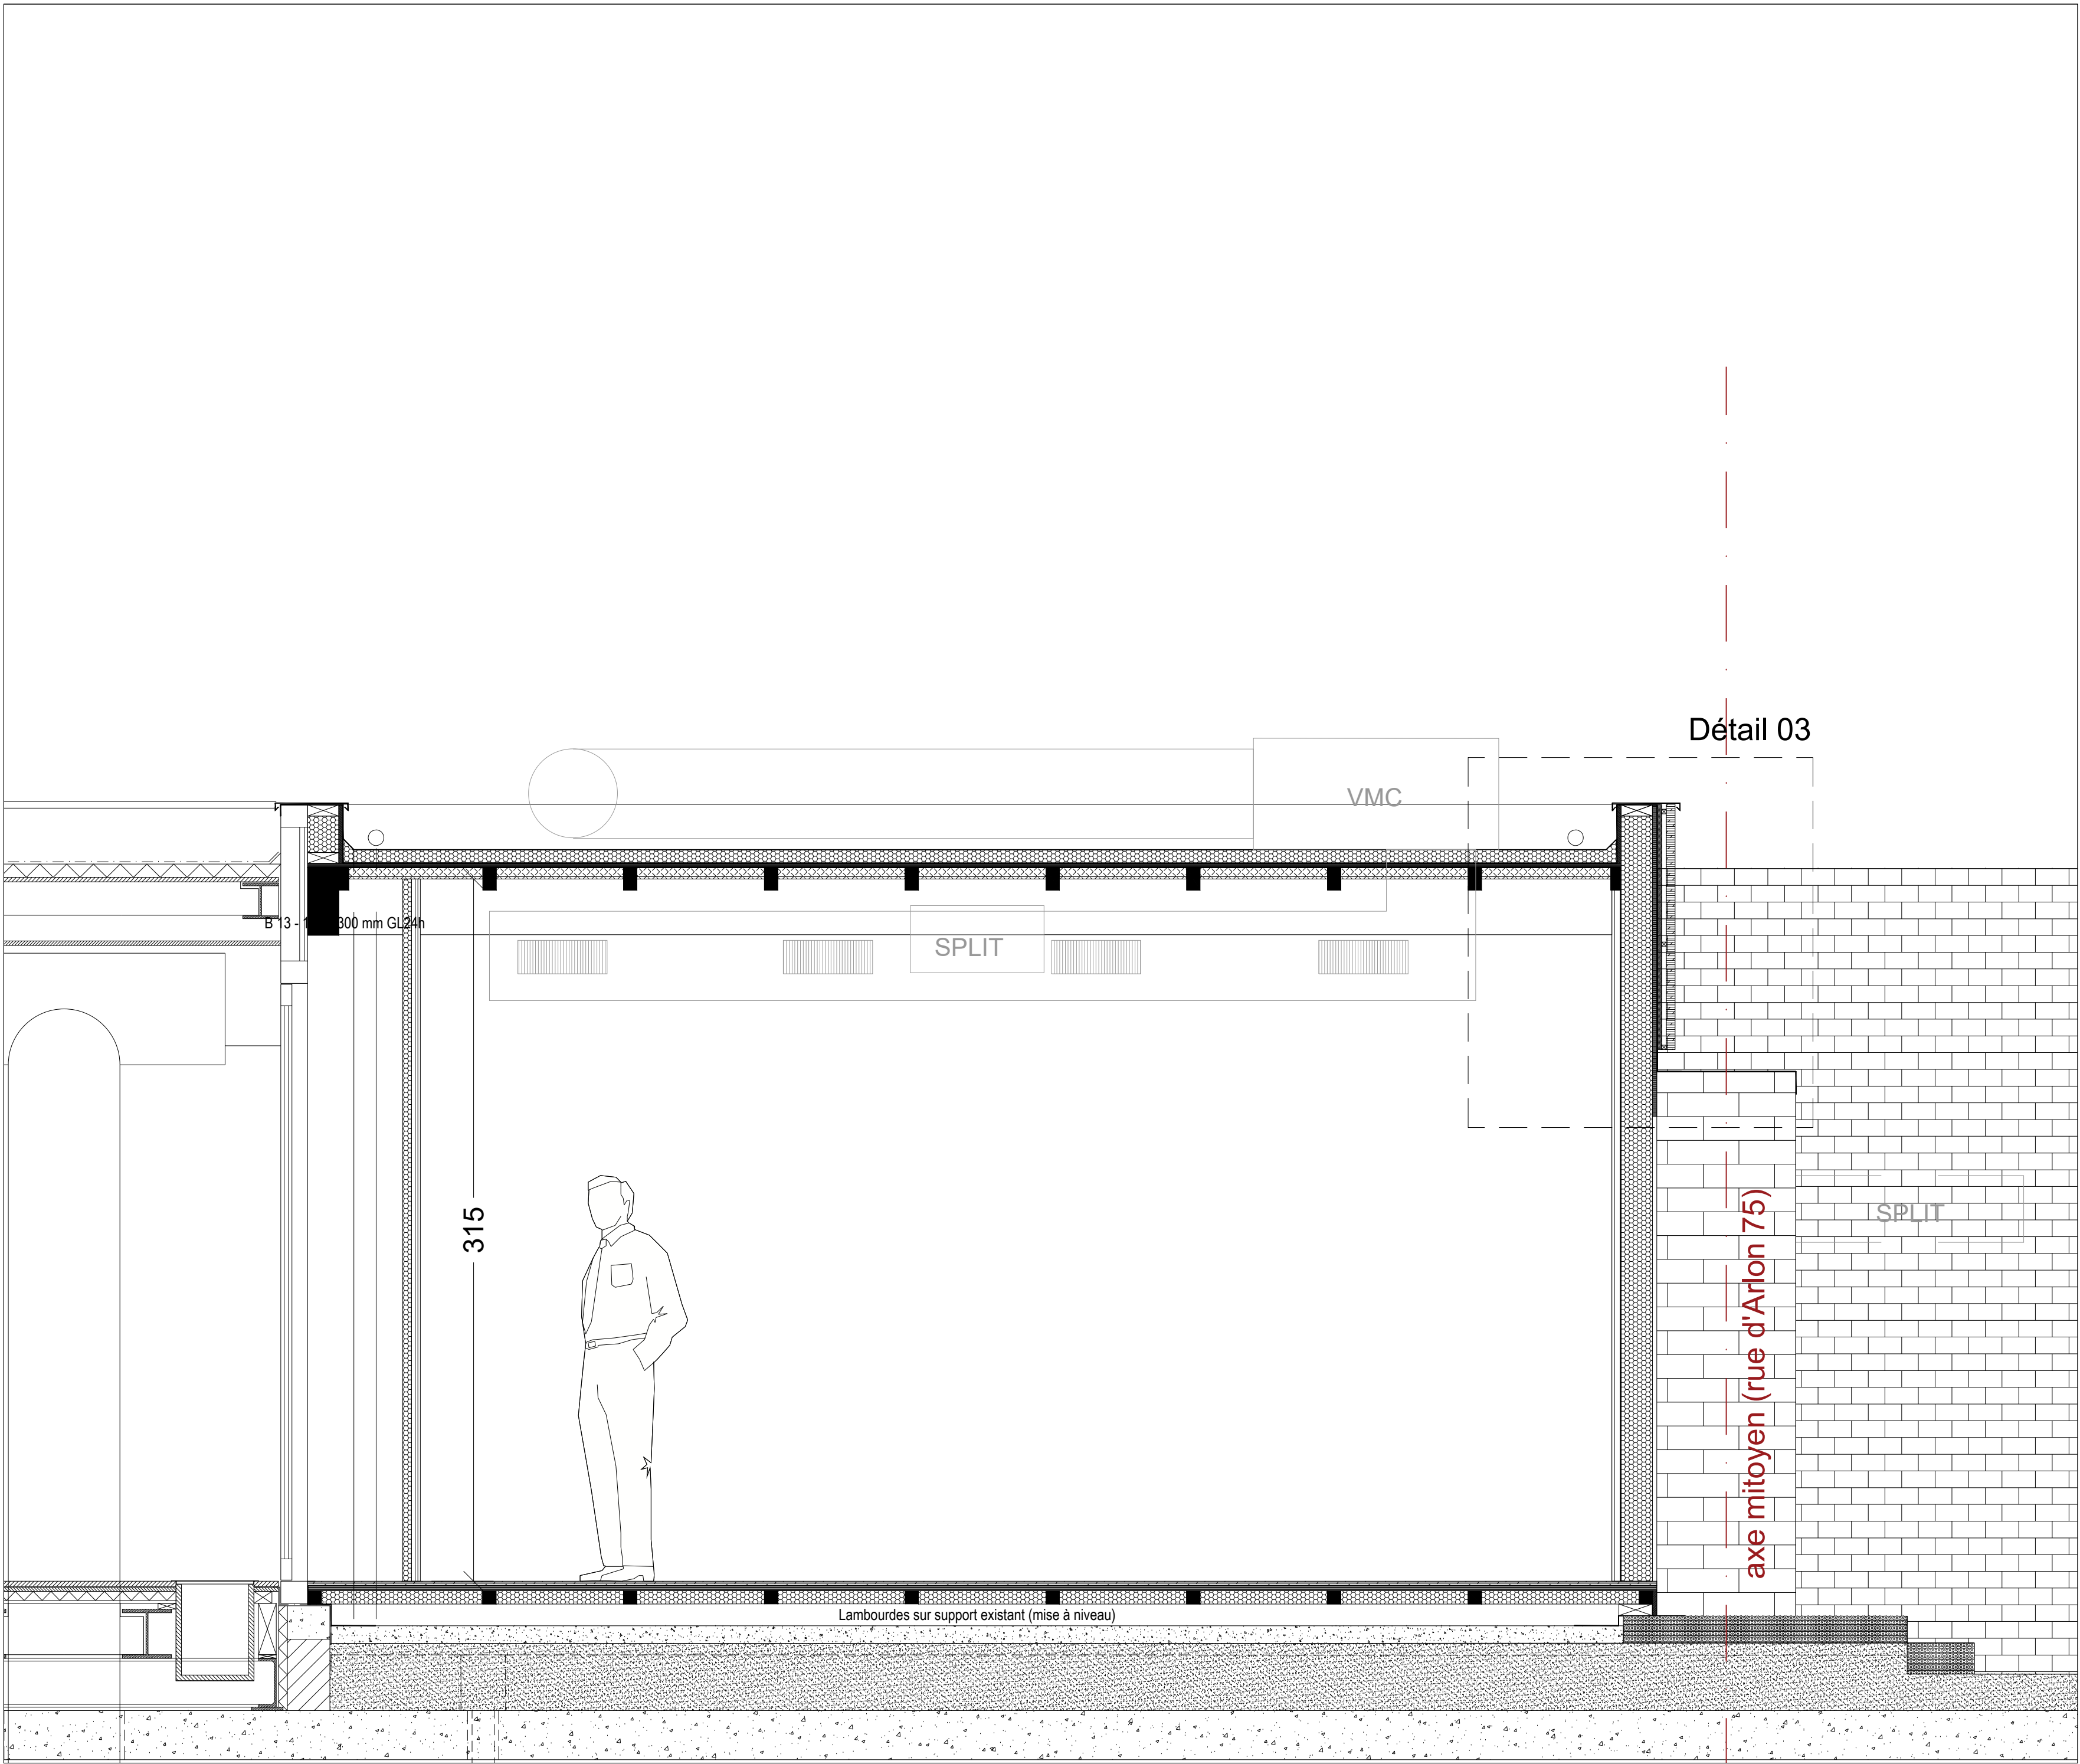 Détail 03
VMC
B 13 - 1 300 mm GL24h
SPLIT
315
SPLIT
axe mitoyen (rue d'Arlon 75)
Lambourdes sur support existant (mise à niveau)